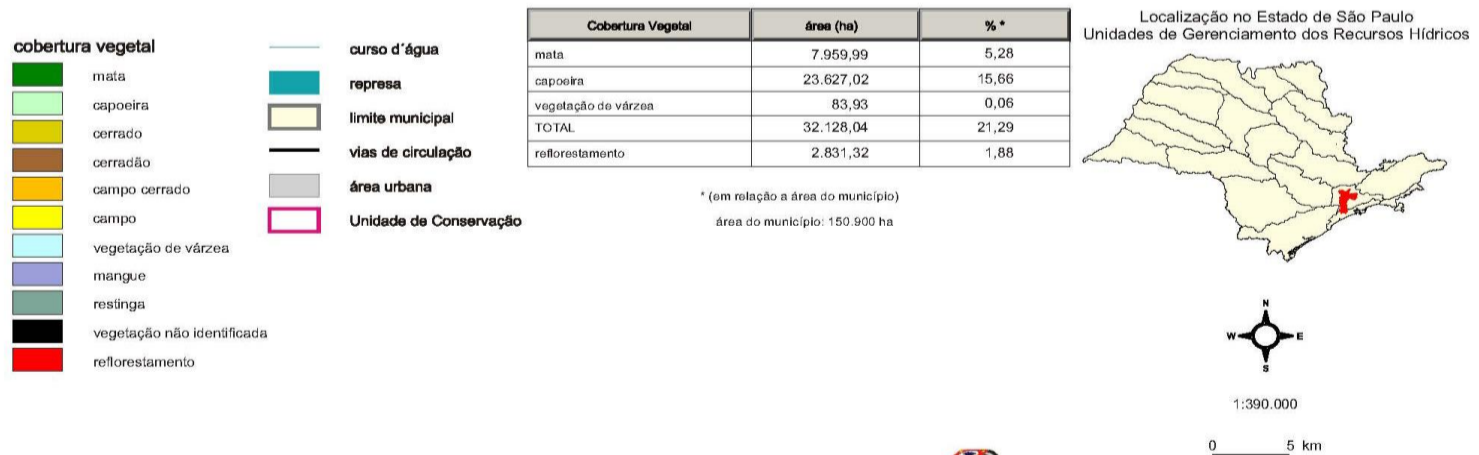 cobertura vegetal
mata
capoeira
cerrado
cerradão
campo cerrado
campo
vegetação de várzea
mangue
restinga
vegetação não identificada
reflorestamento
curso d´água
represa
limite municipal
vias de circulação
área urbana
Unidade de Conservação
Cobertura Vegetal área (ha) % *
mata 7.959,99 5,28
capoeira 23.627,02 15,66
vegetação de várzea 83,93 0,06
TOTAL 32.128,04 21,29
reflorestamento 2.831,32 1,88
* (em relação a área do município)
área do município: 150.900 ha
Localização no Estado de São Paulo
Unidades de Gerenciamento dos Recursos Hídricos
N
W E
S
1:390.000
0 5 km